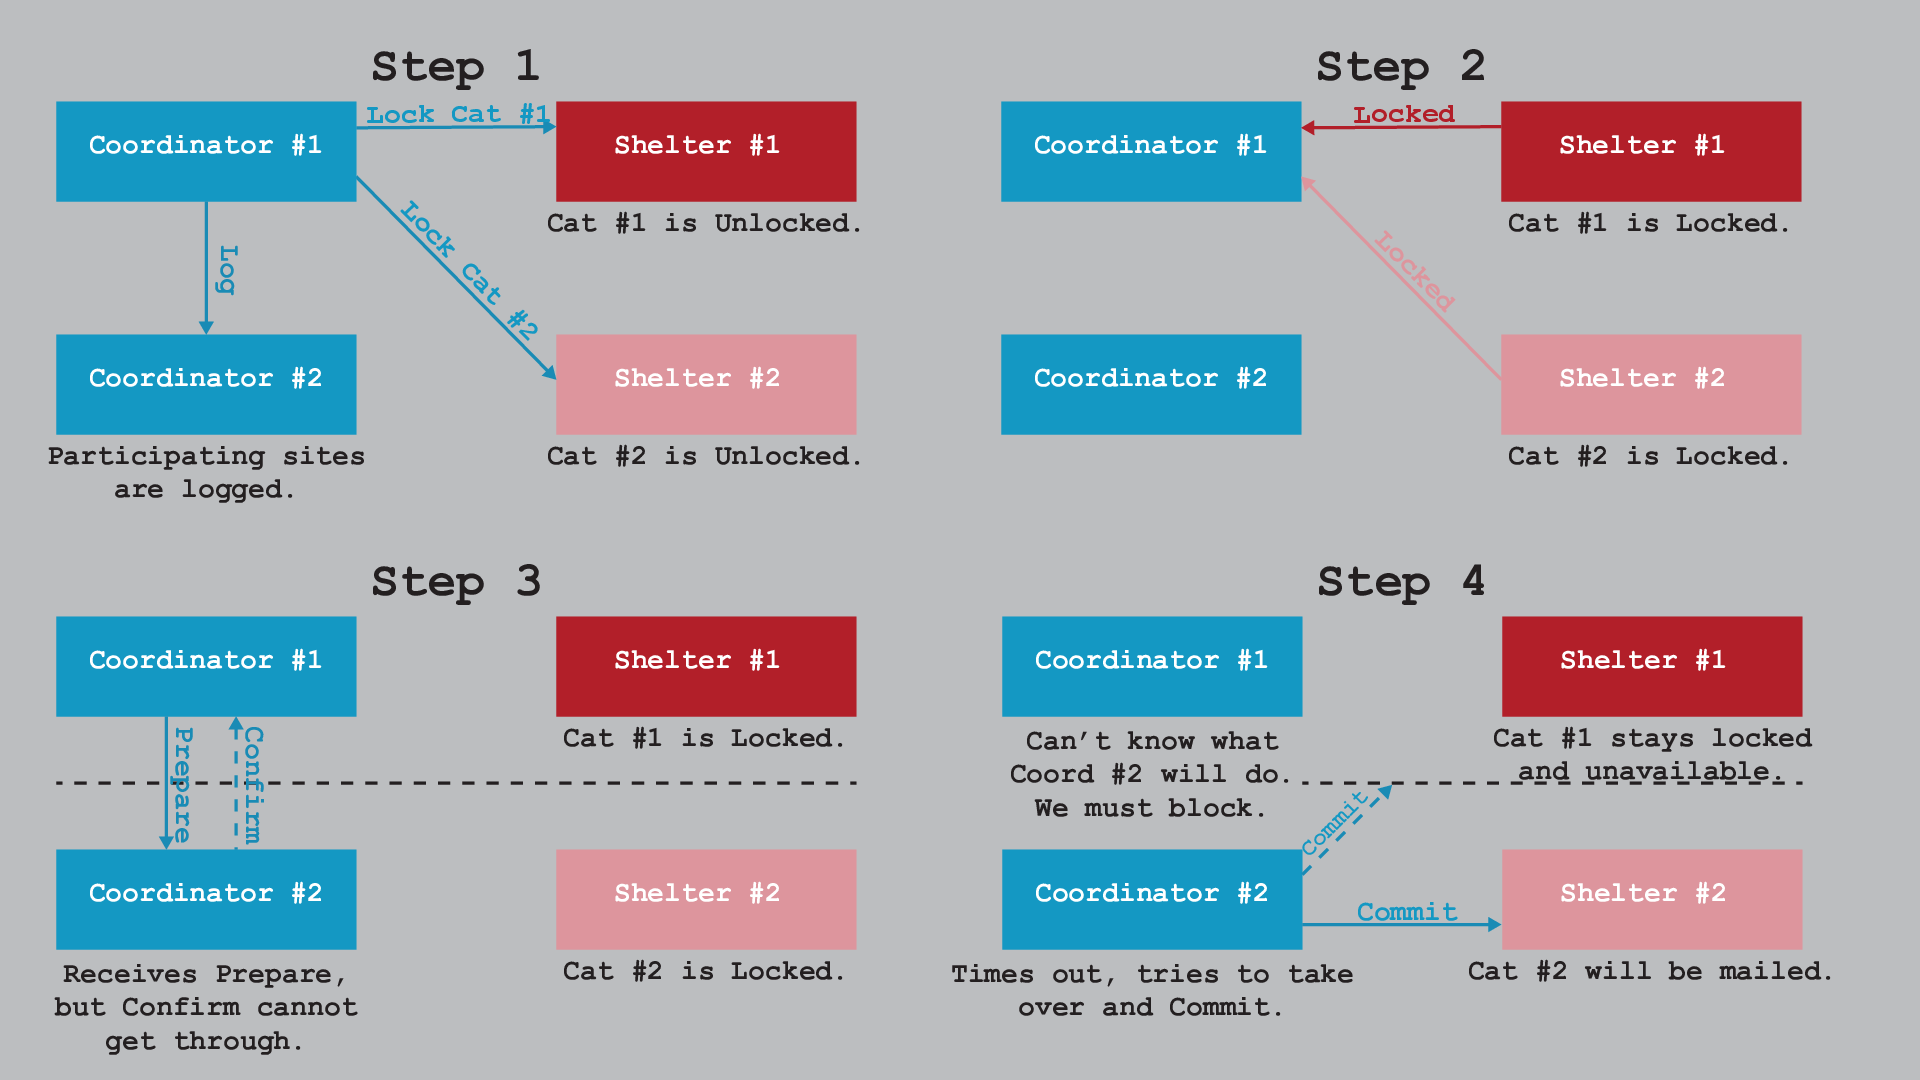 Step 1
Coordinator #1
Lock Cat #1
Shelter #1
Cat #1 is Unlocked.
Log
Lock Cat #2
Coordinator #2
Shelter #2
Participating sites
are logged.
Cat #2 is Unlocked.
Step 2
Coordinator #1
Locked
Shelter #1
Cat #1 is Locked.
Locked
Coordinator #2
Shelter #2
Cat #2 is Locked.
Step 3
Coordinator #1
Shelter #1
Cat #1 is Locked.
Prepare
Confirm
Coordinator #2
Shelter #2
Receives Prepare,
but Confirm cannot
get through.
Cat #2 is Locked.
Step 4
Coordinator #1
Shelter #1
Can’t know what
Coord #2 will do.
We must block.
Cat #1 stays locked
and unavailable.
Commit
Coordinator #2
Commit
Shelter #2
Times out, tries to take
over and Commit.
Cat #2 will be mailed.